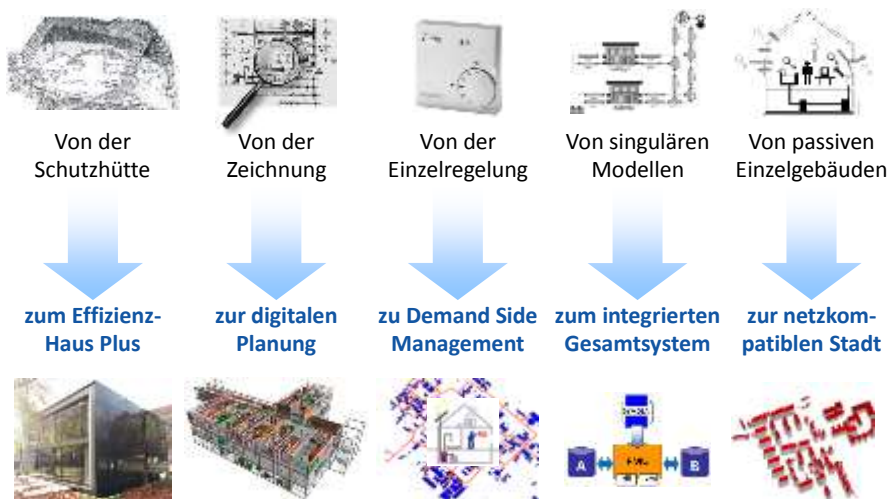 Von der
Schutzhütte
Von der
Zeichnung
Von der
Einzelregelung
Von singulären
Modellen
Von passiven
Einzelgebäuden
zum Effizienz-
Haus Plus
zur digitalen
Planung
zu Demand Side
Management
zum integrierten
Gesamtsystem
zur netzkom-
patiblen Stadt
A
B